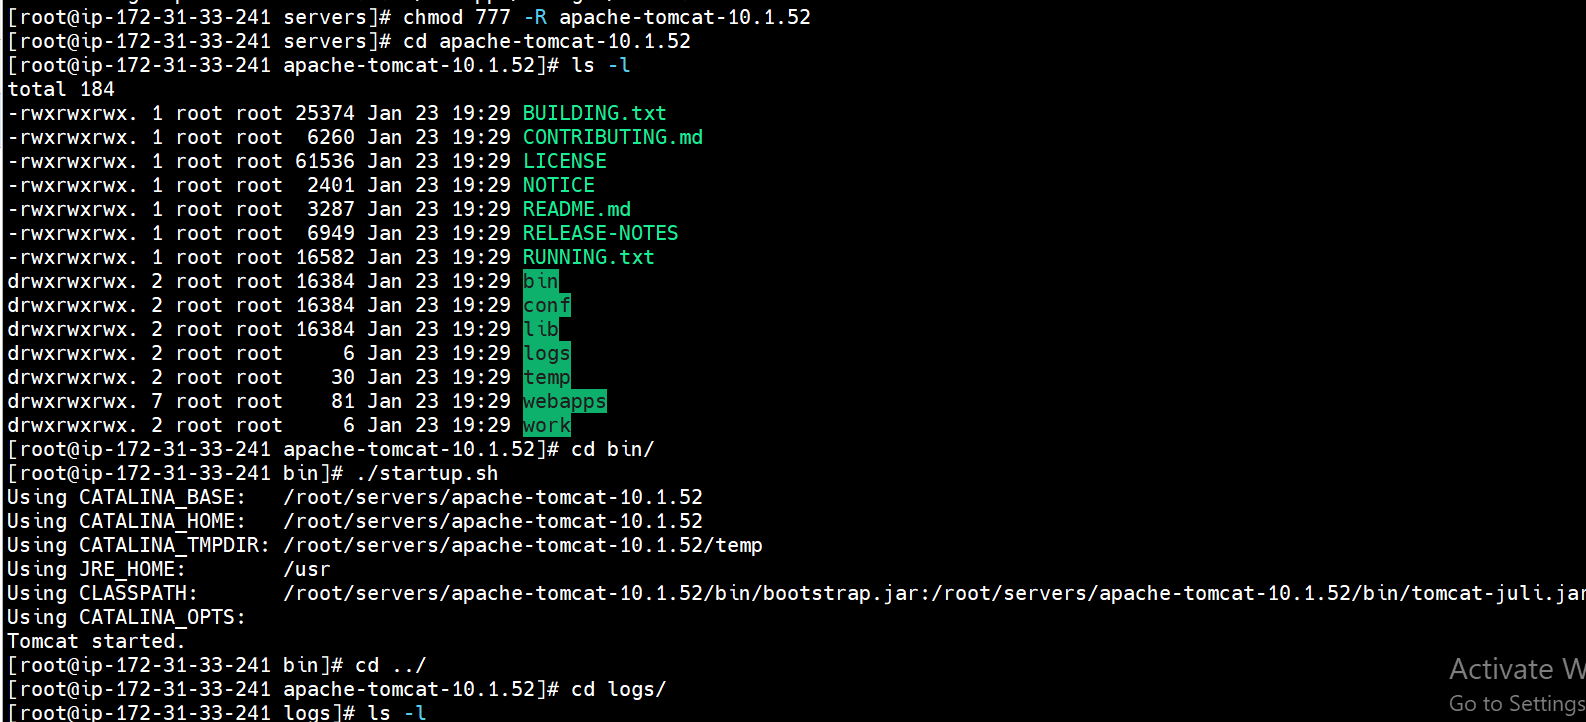 [root@ip-172-31-33-241 servers]# chmod 777 -R apache-tomcat-10.1.52
[root@ip-172-31-33-241 servers]# cd apache-tomcat-10.1.52
[root@ip-172-31-33-241 apache-tomcat-10.1.52]# ls -l
total 184
-rwxrwxrwx. 1 root root 25374 Jan 23 19:29 BUILDING.txt
-rwxrwxrwx. 1 root root  6260 Jan 23 19:29 CONTRIBUTING.md
-rwxrwxrwx. 1 root root 61536 Jan 23 19:29 LICENSE
-rwxrwxrwx. 1 root root  2401 Jan 23 19:29 NOTICE
-rwxrwxrwx. 1 root root  3287 Jan 23 19:29 README.md
-rwxrwxrwx. 1 root root  6949 Jan 23 19:29 RELEASE-NOTES
-rwxrwxrwx. 1 root root 16582 Jan 23 19:29 RUNNING.txt
drwxrwxrwx. 2 root root 16384 Jan 23 19:29 bin
drwxrwxrwx. 2 root root 16384 Jan 23 19:29 conf
drwxrwxrwx. 2 root root 16384 Jan 23 19:29 lib
drwxrwxrwx. 2 root root     6 Jan 23 19:29 logs
drwxrwxrwx. 2 root root    30 Jan 23 19:29 temp
drwxrwxrwx. 7 root root    81 Jan 23 19:29 webapps
drwxrwxrwx. 2 root root     6 Jan 23 19:29 work
[root@ip-172-31-33-241 apache-tomcat-10.1.52]# cd bin/
[root@ip-172-31-33-241 bin]# ./startup.sh
Using CATALINA_BASE:   /root/servers/apache-tomcat-10.1.52
Using CATALINA_HOME:   /root/servers/apache-tomcat-10.1.52
Using CATALINA_TMPDIR: /root/servers/apache-tomcat-10.1.52/temp
Using JRE_HOME:        /usr
Using CLASSPATH:       /root/servers/apache-tomcat-10.1.52/bin/bootstrap.jar:/root/servers/apache-tomcat-10.1.52/bin/tomcat-juli.jar
Using CATALINA_OPTS:
Tomcat started.
[root@ip-172-31-33-241 bin]# cd ../
[root@ip-172-31-33-241 apache-tomcat-10.1.52]# cd logs/
[root@ip-172-31-33-241 logs]# ls -l
Activate W
Go to Settings